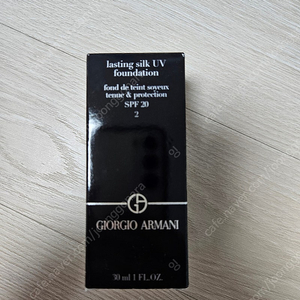 lasting silk UV
foundation
fond de teint soyeux
tenue & protection
SPF 20
2
GIORGIO ARMANI
30 ml 1 FL.OZ.